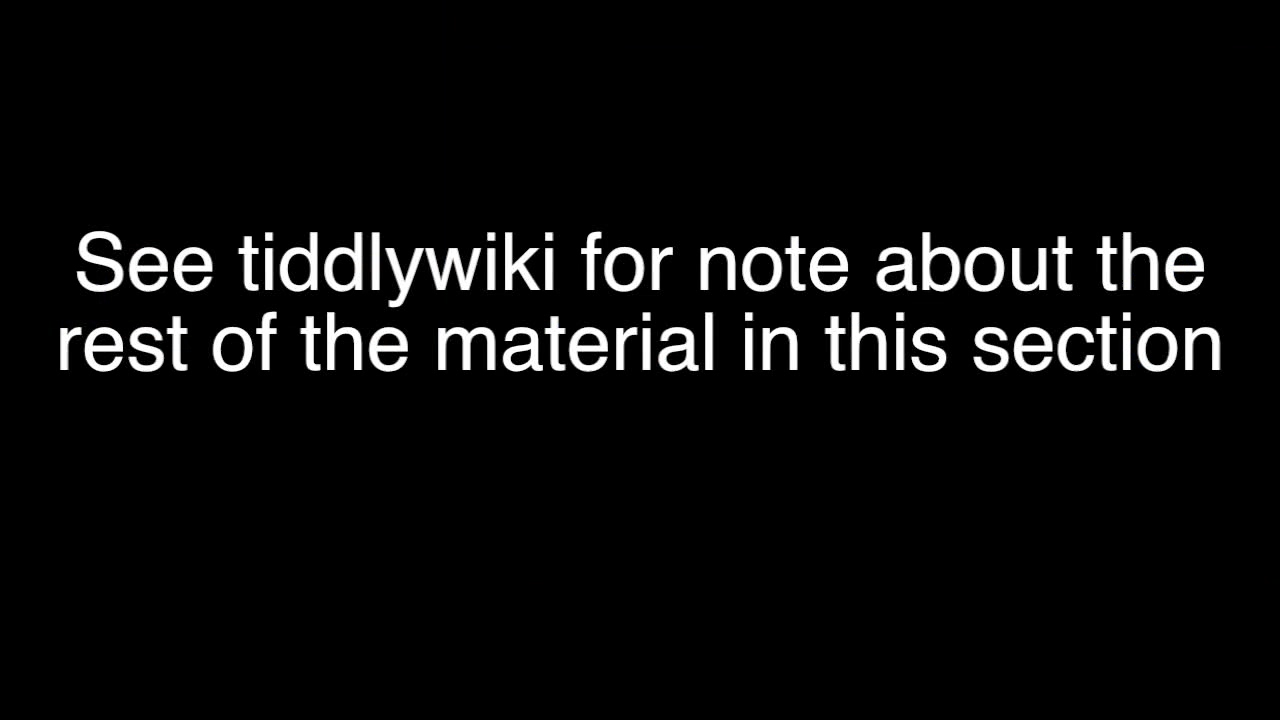 See tiddlywiki for note about the
rest of the material in this section